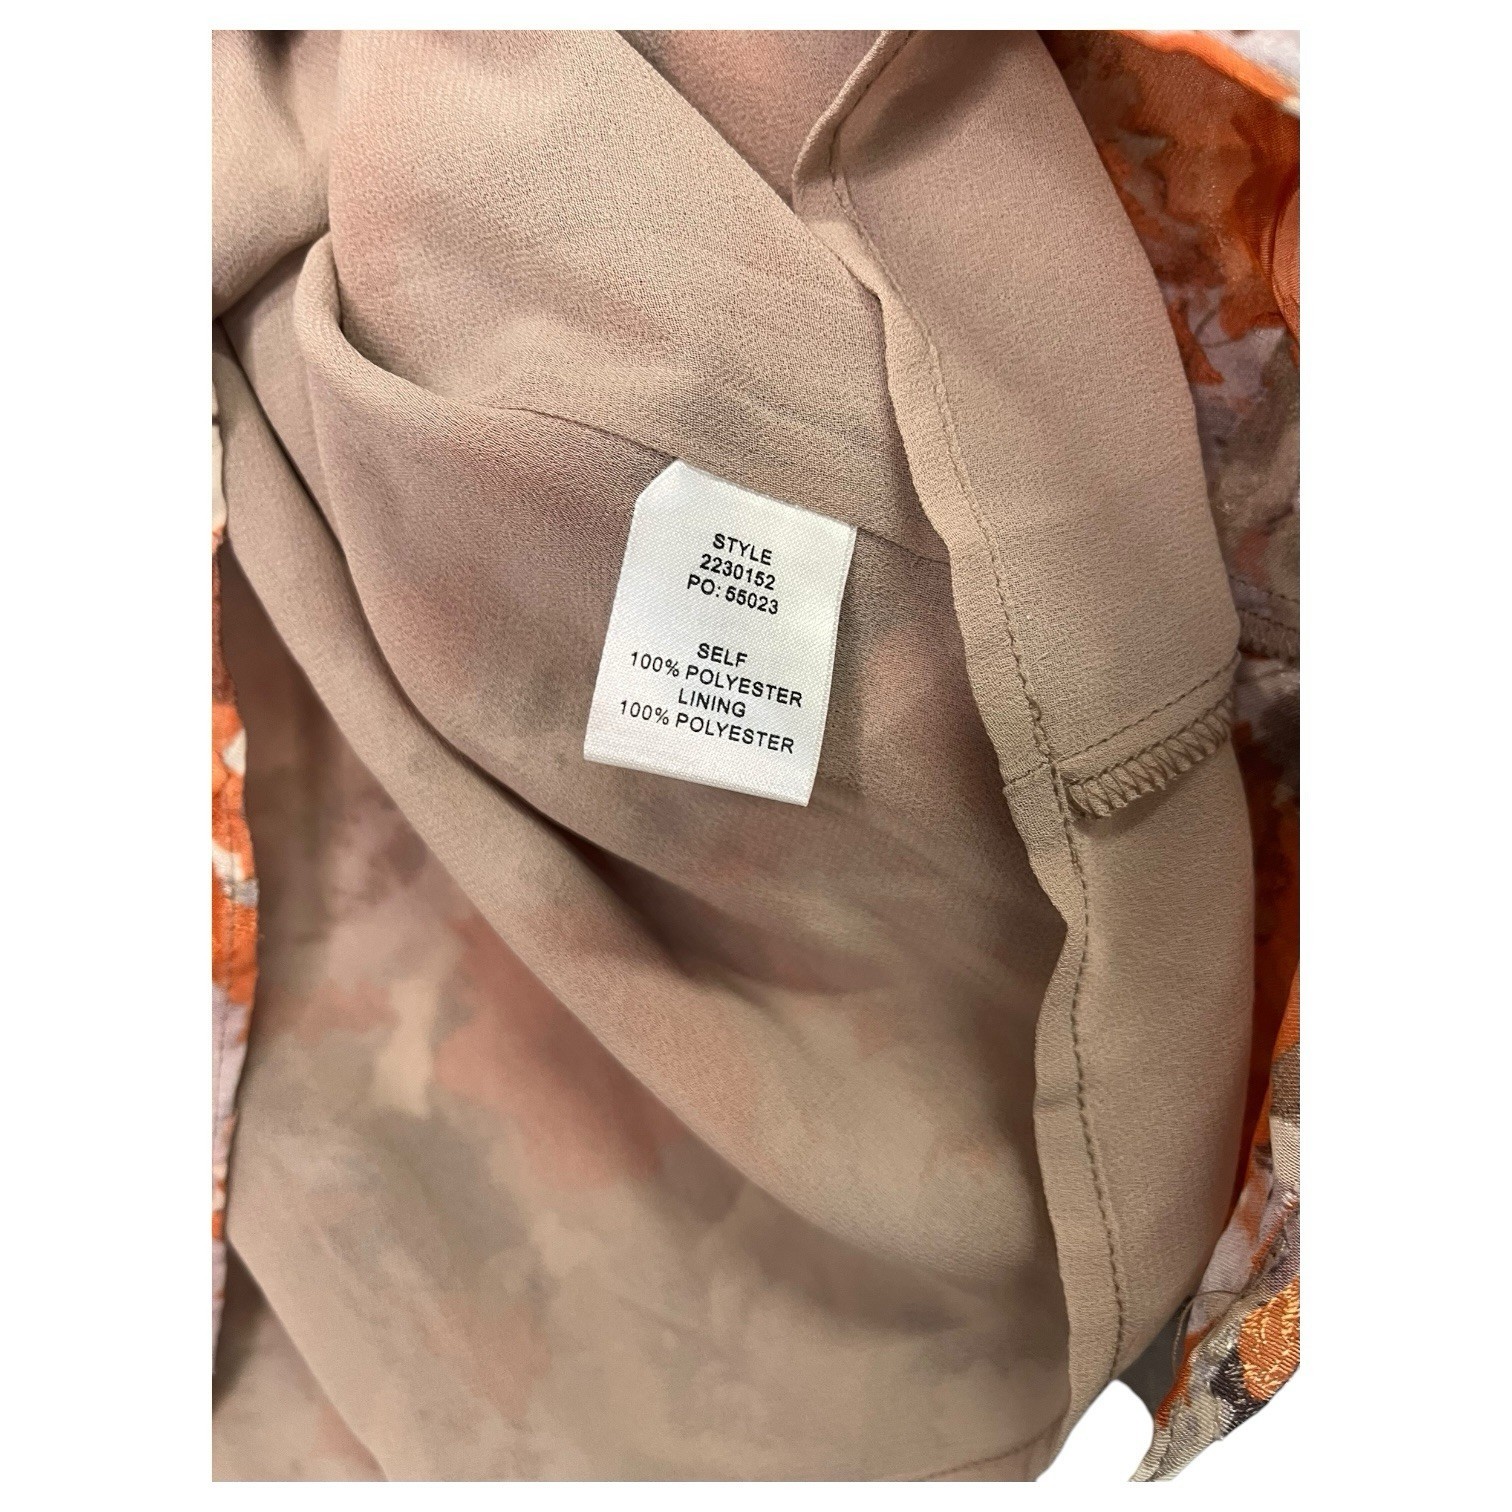 STYLE
2230152
PO: 55023
SELF
100% POLYESTER
LINING
100% POLYESTER